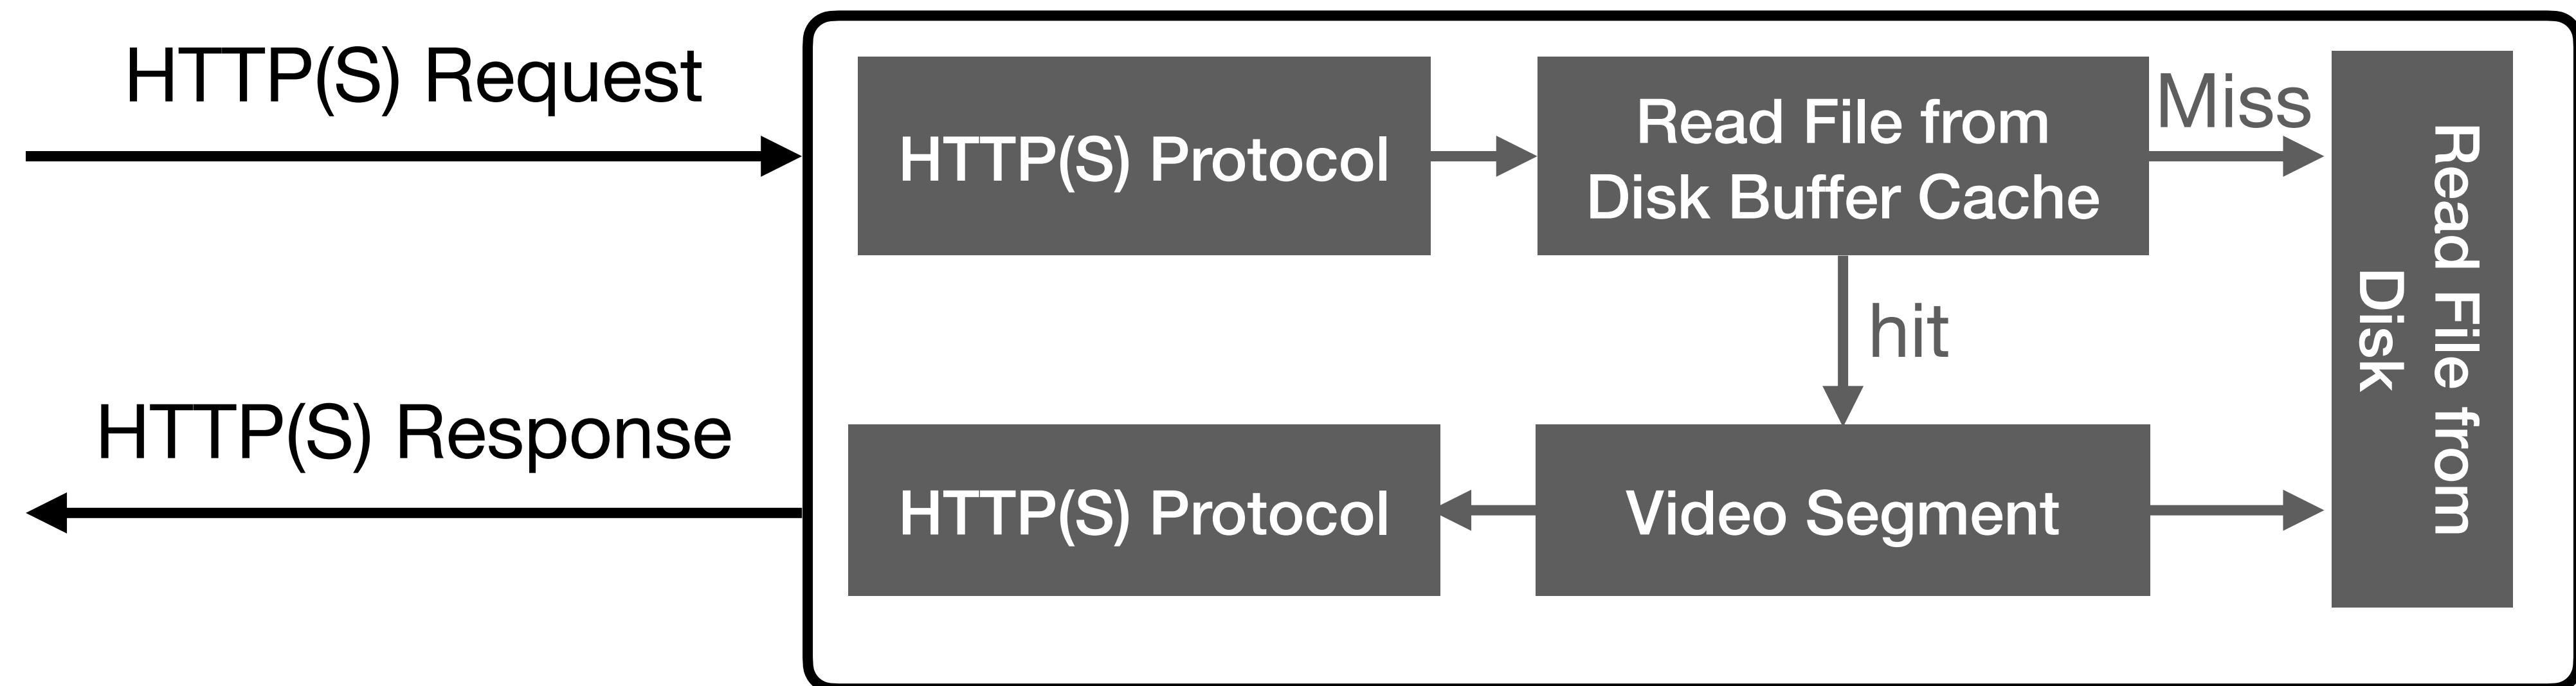 HTTP(S) Request
HTTP(S) Protocol
Read File from
Disk Buffer Cache
Miss
Read File from
Disk
hit
HTTP(S) Response
HTTP(S) Protocol
Video Segment